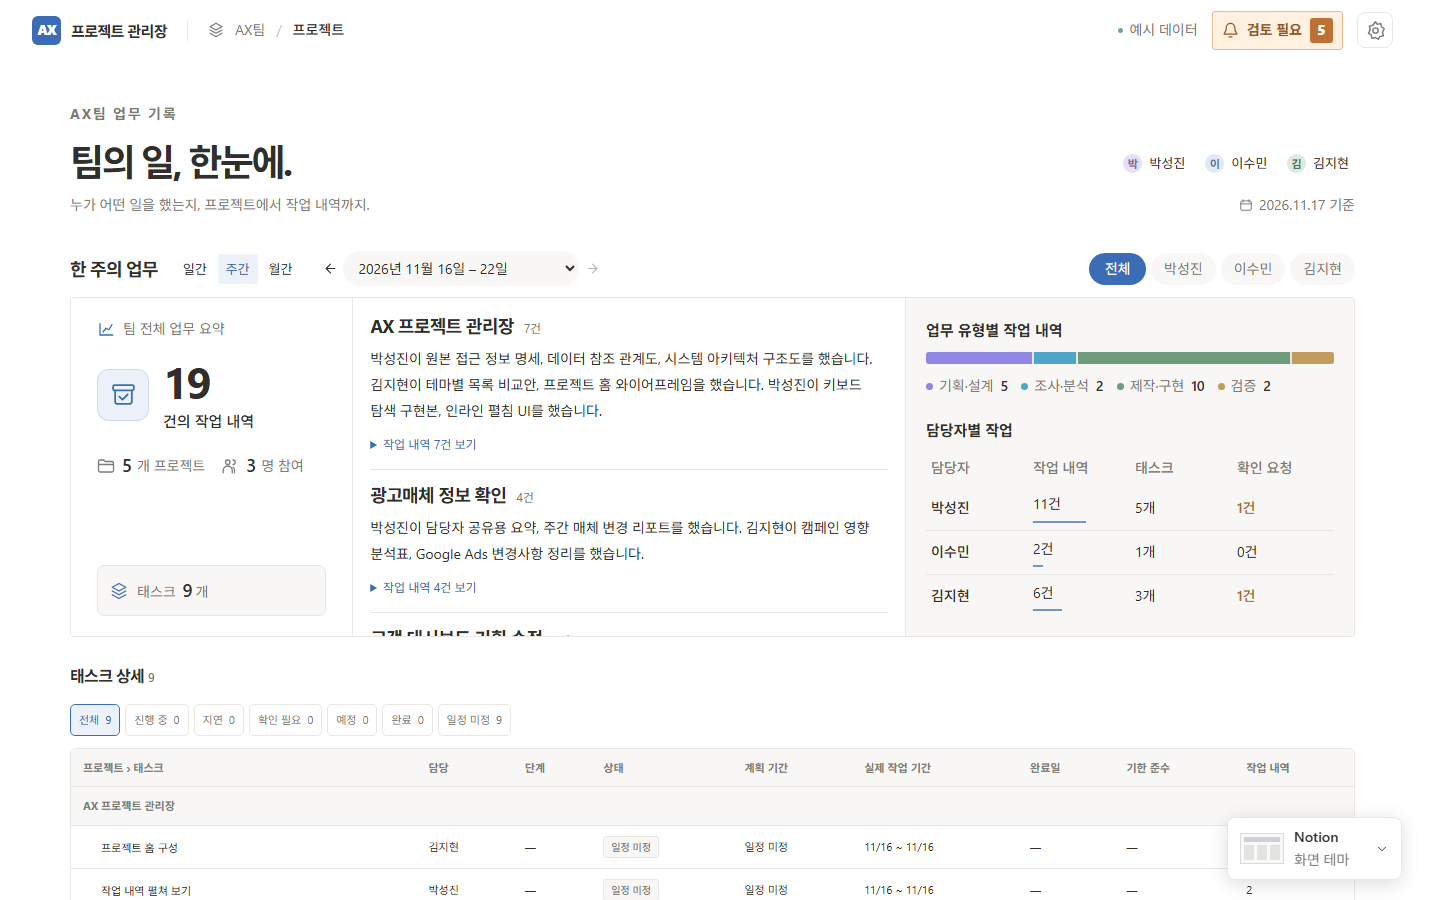 AX 프로젝트 관리장 AX팀 / 프로젝트 예시 데이터 검토 필요 5
AX팀 업무 기록
팀의 일, 한눈에.
박 박성진 이 이수민 김 김지현
누가 어떤 일을 했는지, 프로젝트에서 작업 내역까지.
2026.11.17 기준
한 주의 업무 일간 주간 월간 ← 2026년 11월 16일 – 22일 →
전체 박성진 이수민 김지현
팀 전체 업무 요약
19
건의 작업 내역
5 개 프로젝트 3 명 참여
태스크 9 개
AX 프로젝트 관리장 7건
박성진이 원본 접근 정보 명세, 데이터 참조 관계도, 시스템 아키텍처 구조도를 했습니다.
김지현이 테마별 목록 비교안, 프로젝트 홈 와이어프레임을 했습니다. 박성진이 키보드
탐색 구현본, 인라인 펼침 UI를 했습니다.
▶ 작업 내역 7건 보기
광고매체 정보 확인 4건
박성진이 담당자 공유용 요약, 주간 매체 변경 리포트를 했습니다. 김지현이 캠페인 영향
분석표, Google Ads 변경사항 정리를 했습니다.
▶ 작업 내역 4건 보기
업무 유형별 작업 내역
기획·설계 5 조사·분석 2 제작·구현 10 검증 2
담당자별 작업
담당자 작업 내역 태스크 확인 요청
박성진 11건 5개 1건
이수민 2건 1개 0건
김지현 6건 3개 1건
태스크 상세 9
전체 9 진행 중 0 지연 0 확인 필요 0 예정 0 완료 0 일정 미정 9
프로젝트 › 태스크 담당 단계 상태 계획 기간 실제 작업 기간 완료일 기한 준수 작업 내역
AX 프로젝트 관리장
프로젝트 홈 구성 김지현 — 일정 미정 일정 미정 11/16 ~ 11/16 — —
작업 내역 펼쳐 보기 박성진 — 일정 미정 일정 미정 11/16 ~ 11/16 — — 2
Notion
화면 테마